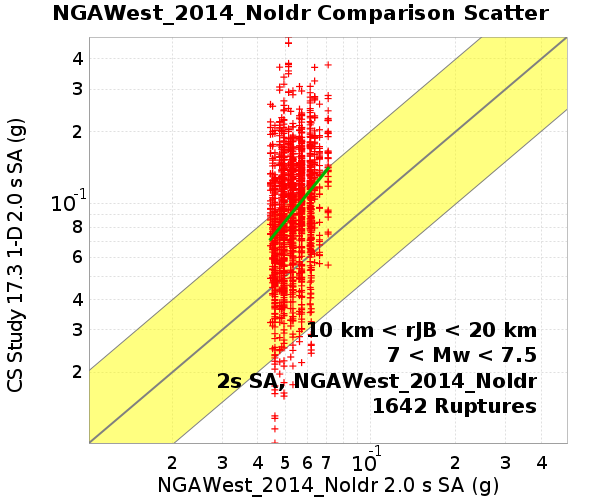 NGAWest_2014_NoIdr Comparison Scatter
CS Study 17.3 1-D 2.0 s SA (g)
4
3
2
10⁻¹
8
6
4
3
2
10 km < rJB < 20 km
7 < Mw < 7.5
2s SA, NGAWest_2014_NoIdr
1642 Ruptures
2 3 4 5 6 7 10⁻¹ 2 3 4
NGAWest_2014_NoIdr 2.0 s SA (g)